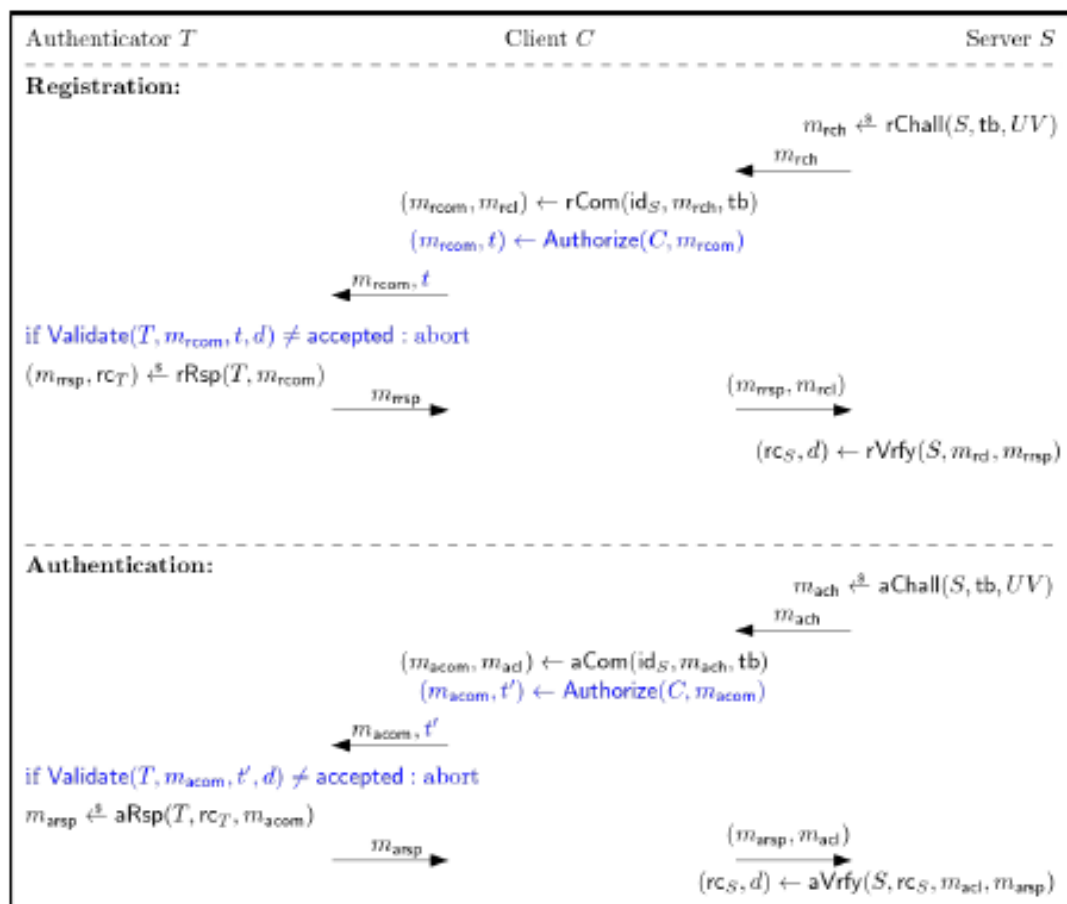 Authenticator T Client C Server S
Registration:
m_rch ←$ rChall(S, tb, UV)
m_rch
(m_rcom, m_rcl) ← rCom(id_S, m_rch, tb)
(m_rcom, t) ← Authorize(C, m_rcom)
m_rcom, t
if Validate(T, m_rcom, t, d) ≠ accepted : abort
(m_rrsp, rc_T) ←$ rRsp(T, m_rcom)
m_rrsp (m_rrsp, m_rcl)
(rc_S, d) ← rVrfy(S, m_rcl, m_rrsp)
Authentication:
m_ach ←$ aChall(S, tb, UV)
m_ach
(m_acom, m_acl) ← aCom(id_S, m_ach, tb)
(m_acom, t′) ← Authorize(C, m_acom)
m_acom, t′
if Validate(T, m_acom, t′, d) ≠ accepted : abort
m_arsp ←$ aRsp(T, rc_T, m_acom)
m_arsp (m_arsp, m_acl)
(rc_S, d) ← aVrfy(S, rc_S, m_acl, m_arsp)